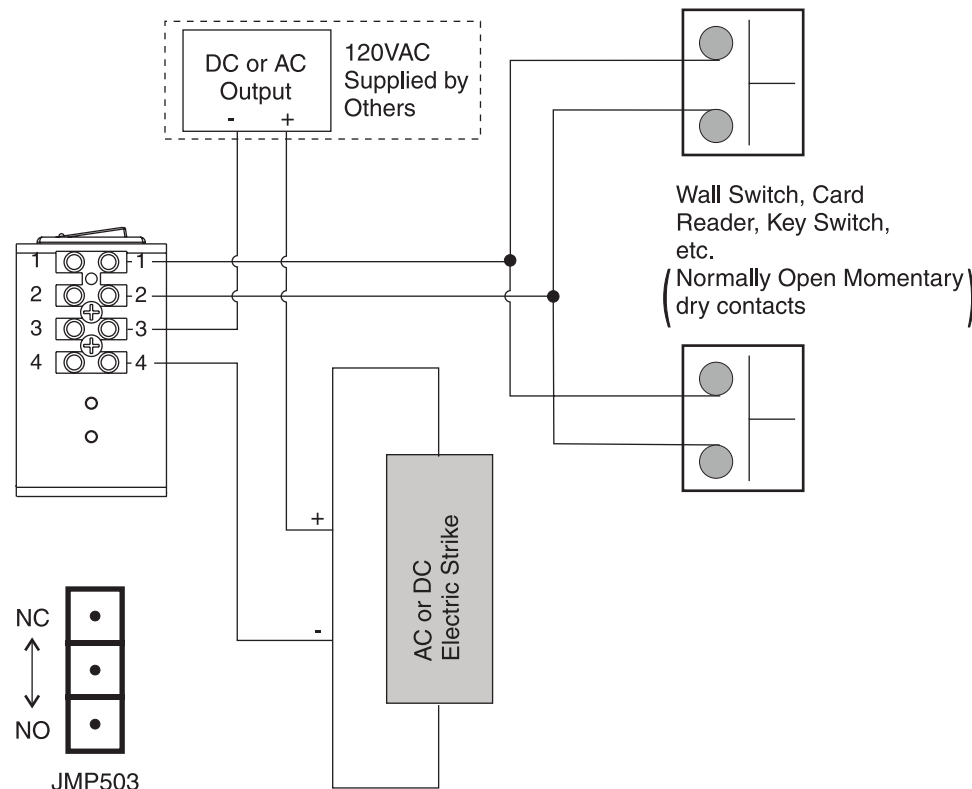 DC or AC
Output
- +
120VAC
Supplied by
Others
Wall Switch, Card
Reader, Key Switch,
etc.
(Normally Open Momentary)
dry contacts
1 1
2 2
3 3
4 4
+
-
AC or DC
Electric Strike
NC
NO
JMP503